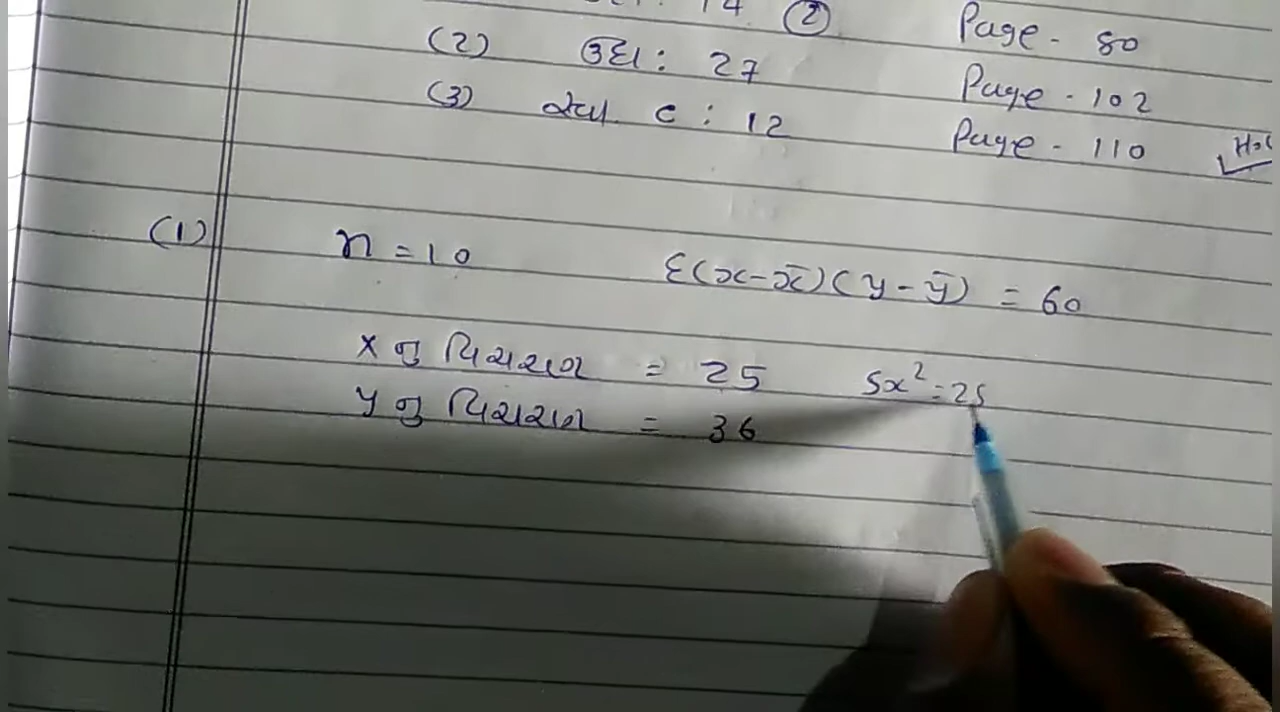 14 ②
Page - 80
(2) ઉદા : 27
Page - 102
(3) સ્વા. c : 12
Page - 110
(1) n = 10
Σ(x-x̄)(y-ȳ) = 60
x નુ વિચરણ = 25
Sx² = 25
y નુ વિચરણ = 36